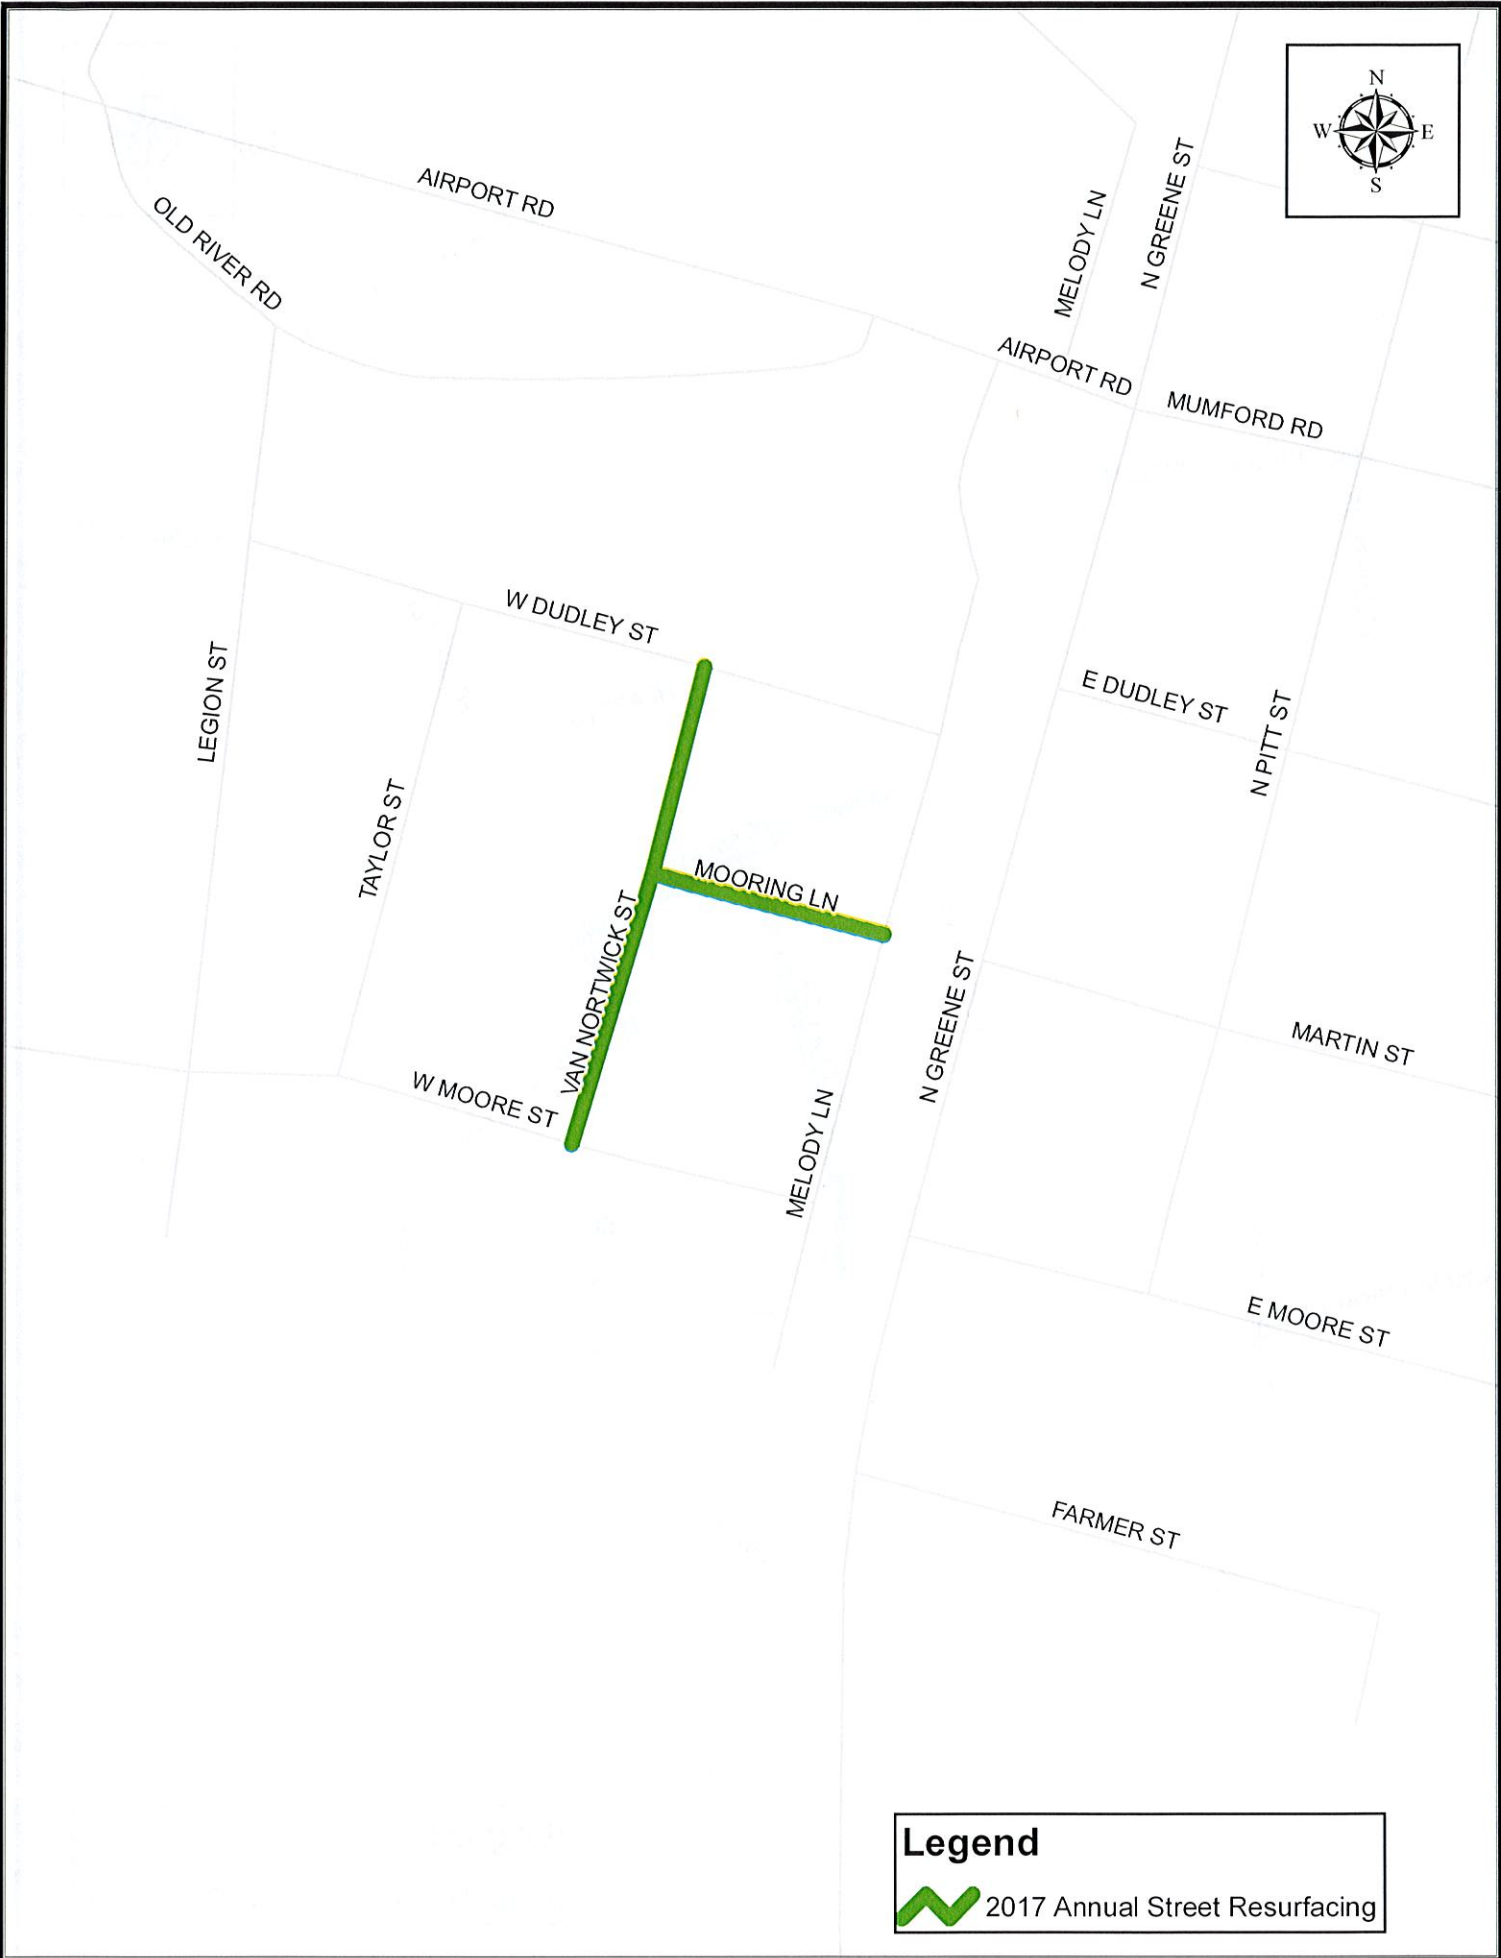 N
W
E
S
AIRPORT RD
OLD RIVER RD
MELODY LN
N GREENE ST
AIRPORT RD
MUMFORD RD
W DUDLEY ST
LEGION ST
E DUDLEY ST
N PITT ST
TAYLOR ST
MOORING LN
VAN NORTWICK ST
N GREENE ST
MARTIN ST
W MOORE ST
MELODY LN
E MOORE ST
FARMER ST
Legend
2017 Annual Street Resurfacing